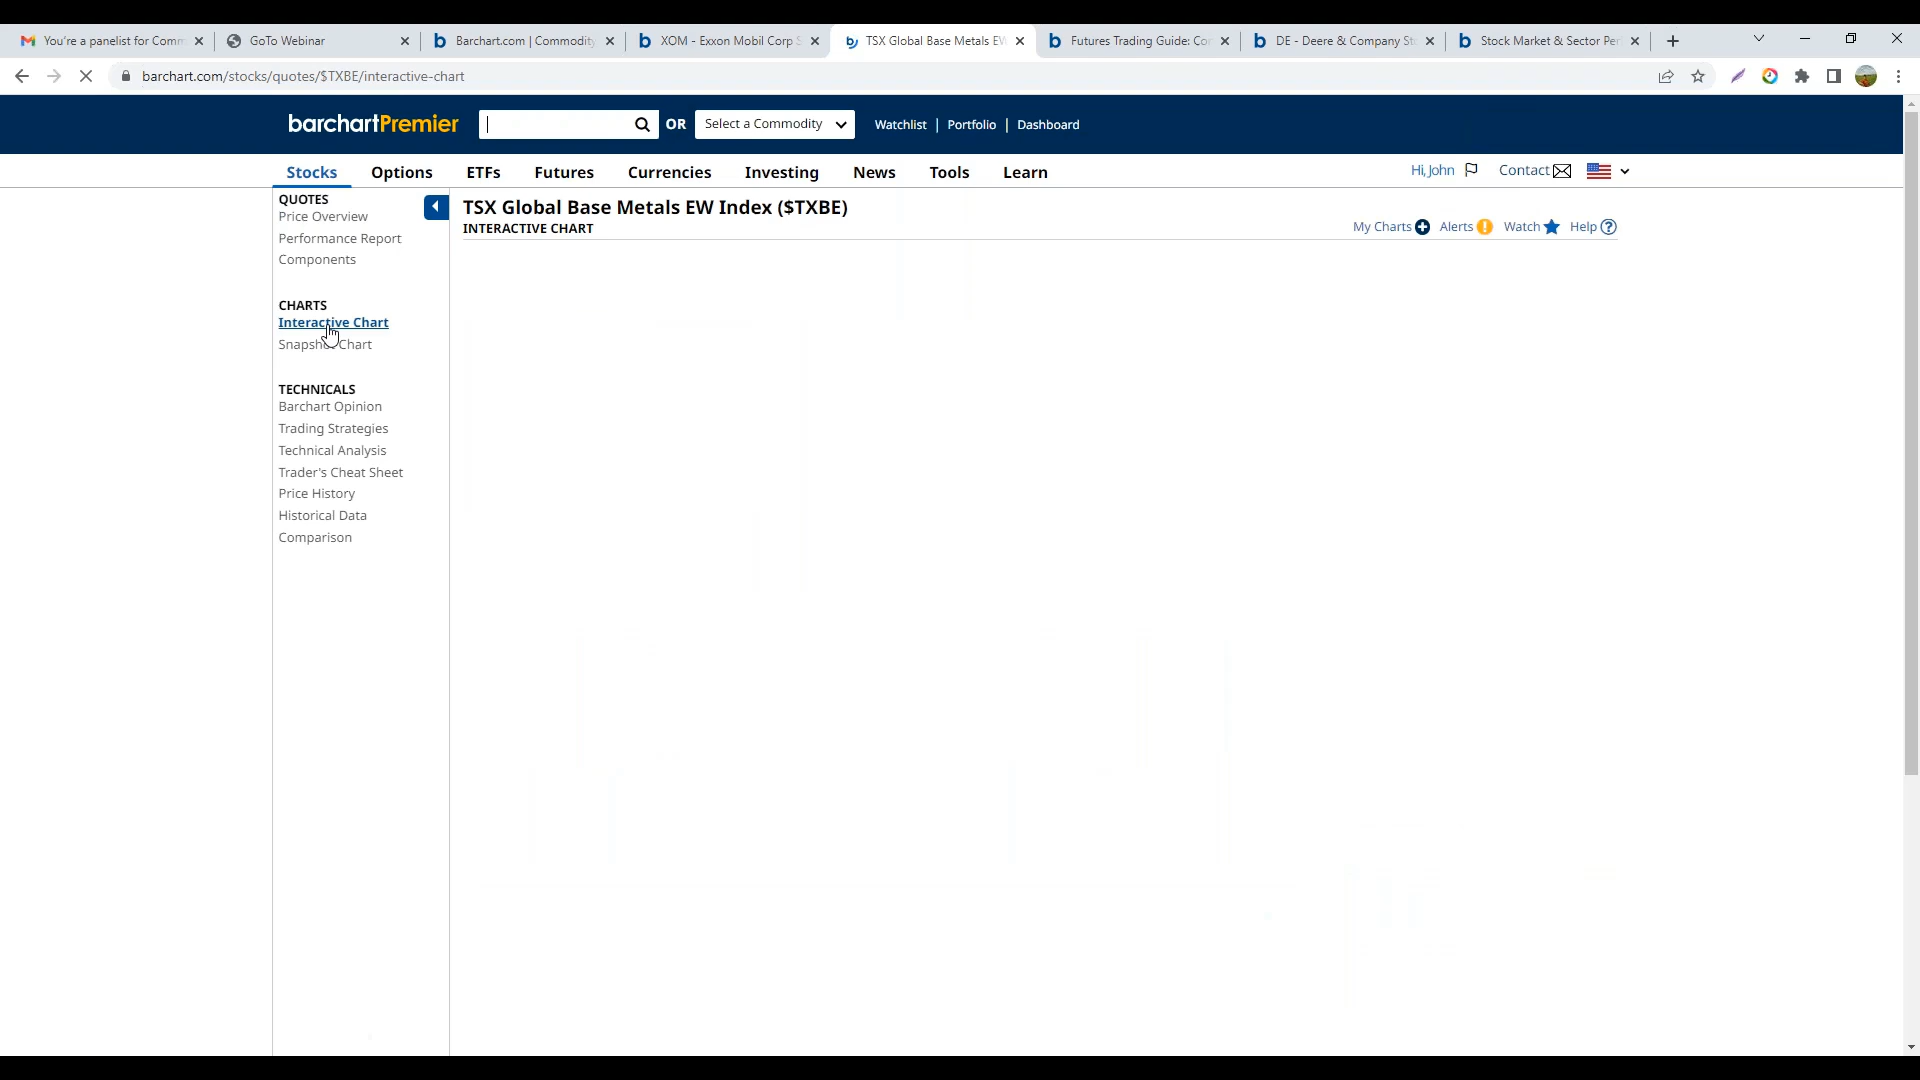 You're a panelist for Comm
GoTo Webinar
Barchart.com | Commodity
XOM - Exxon Mobil Corp S
TSX Global Base Metals EW
Futures Trading Guide: Co
DE - Deere & Company St
Stock Market & Sector Per
barchart.com/stocks/quotes/$TXBE/interactive-chart
barchartPremier
OR
Select a Commodity
Watchlist | Portfolio | Dashboard
Stocks Options ETFs Futures Currencies Investing News Tools Learn
Hi, John
Contact
QUOTES
Price Overview
Performance Report
Components
CHARTS
Interactive Chart
Snapshot Chart
TECHNICALS
Barchart Opinion
Trading Strategies
Technical Analysis
Trader's Cheat Sheet
Price History
Historical Data
Comparison
TSX Global Base Metals EW Index ($TXBE)
INTERACTIVE CHART
My Charts Alerts Watch Help